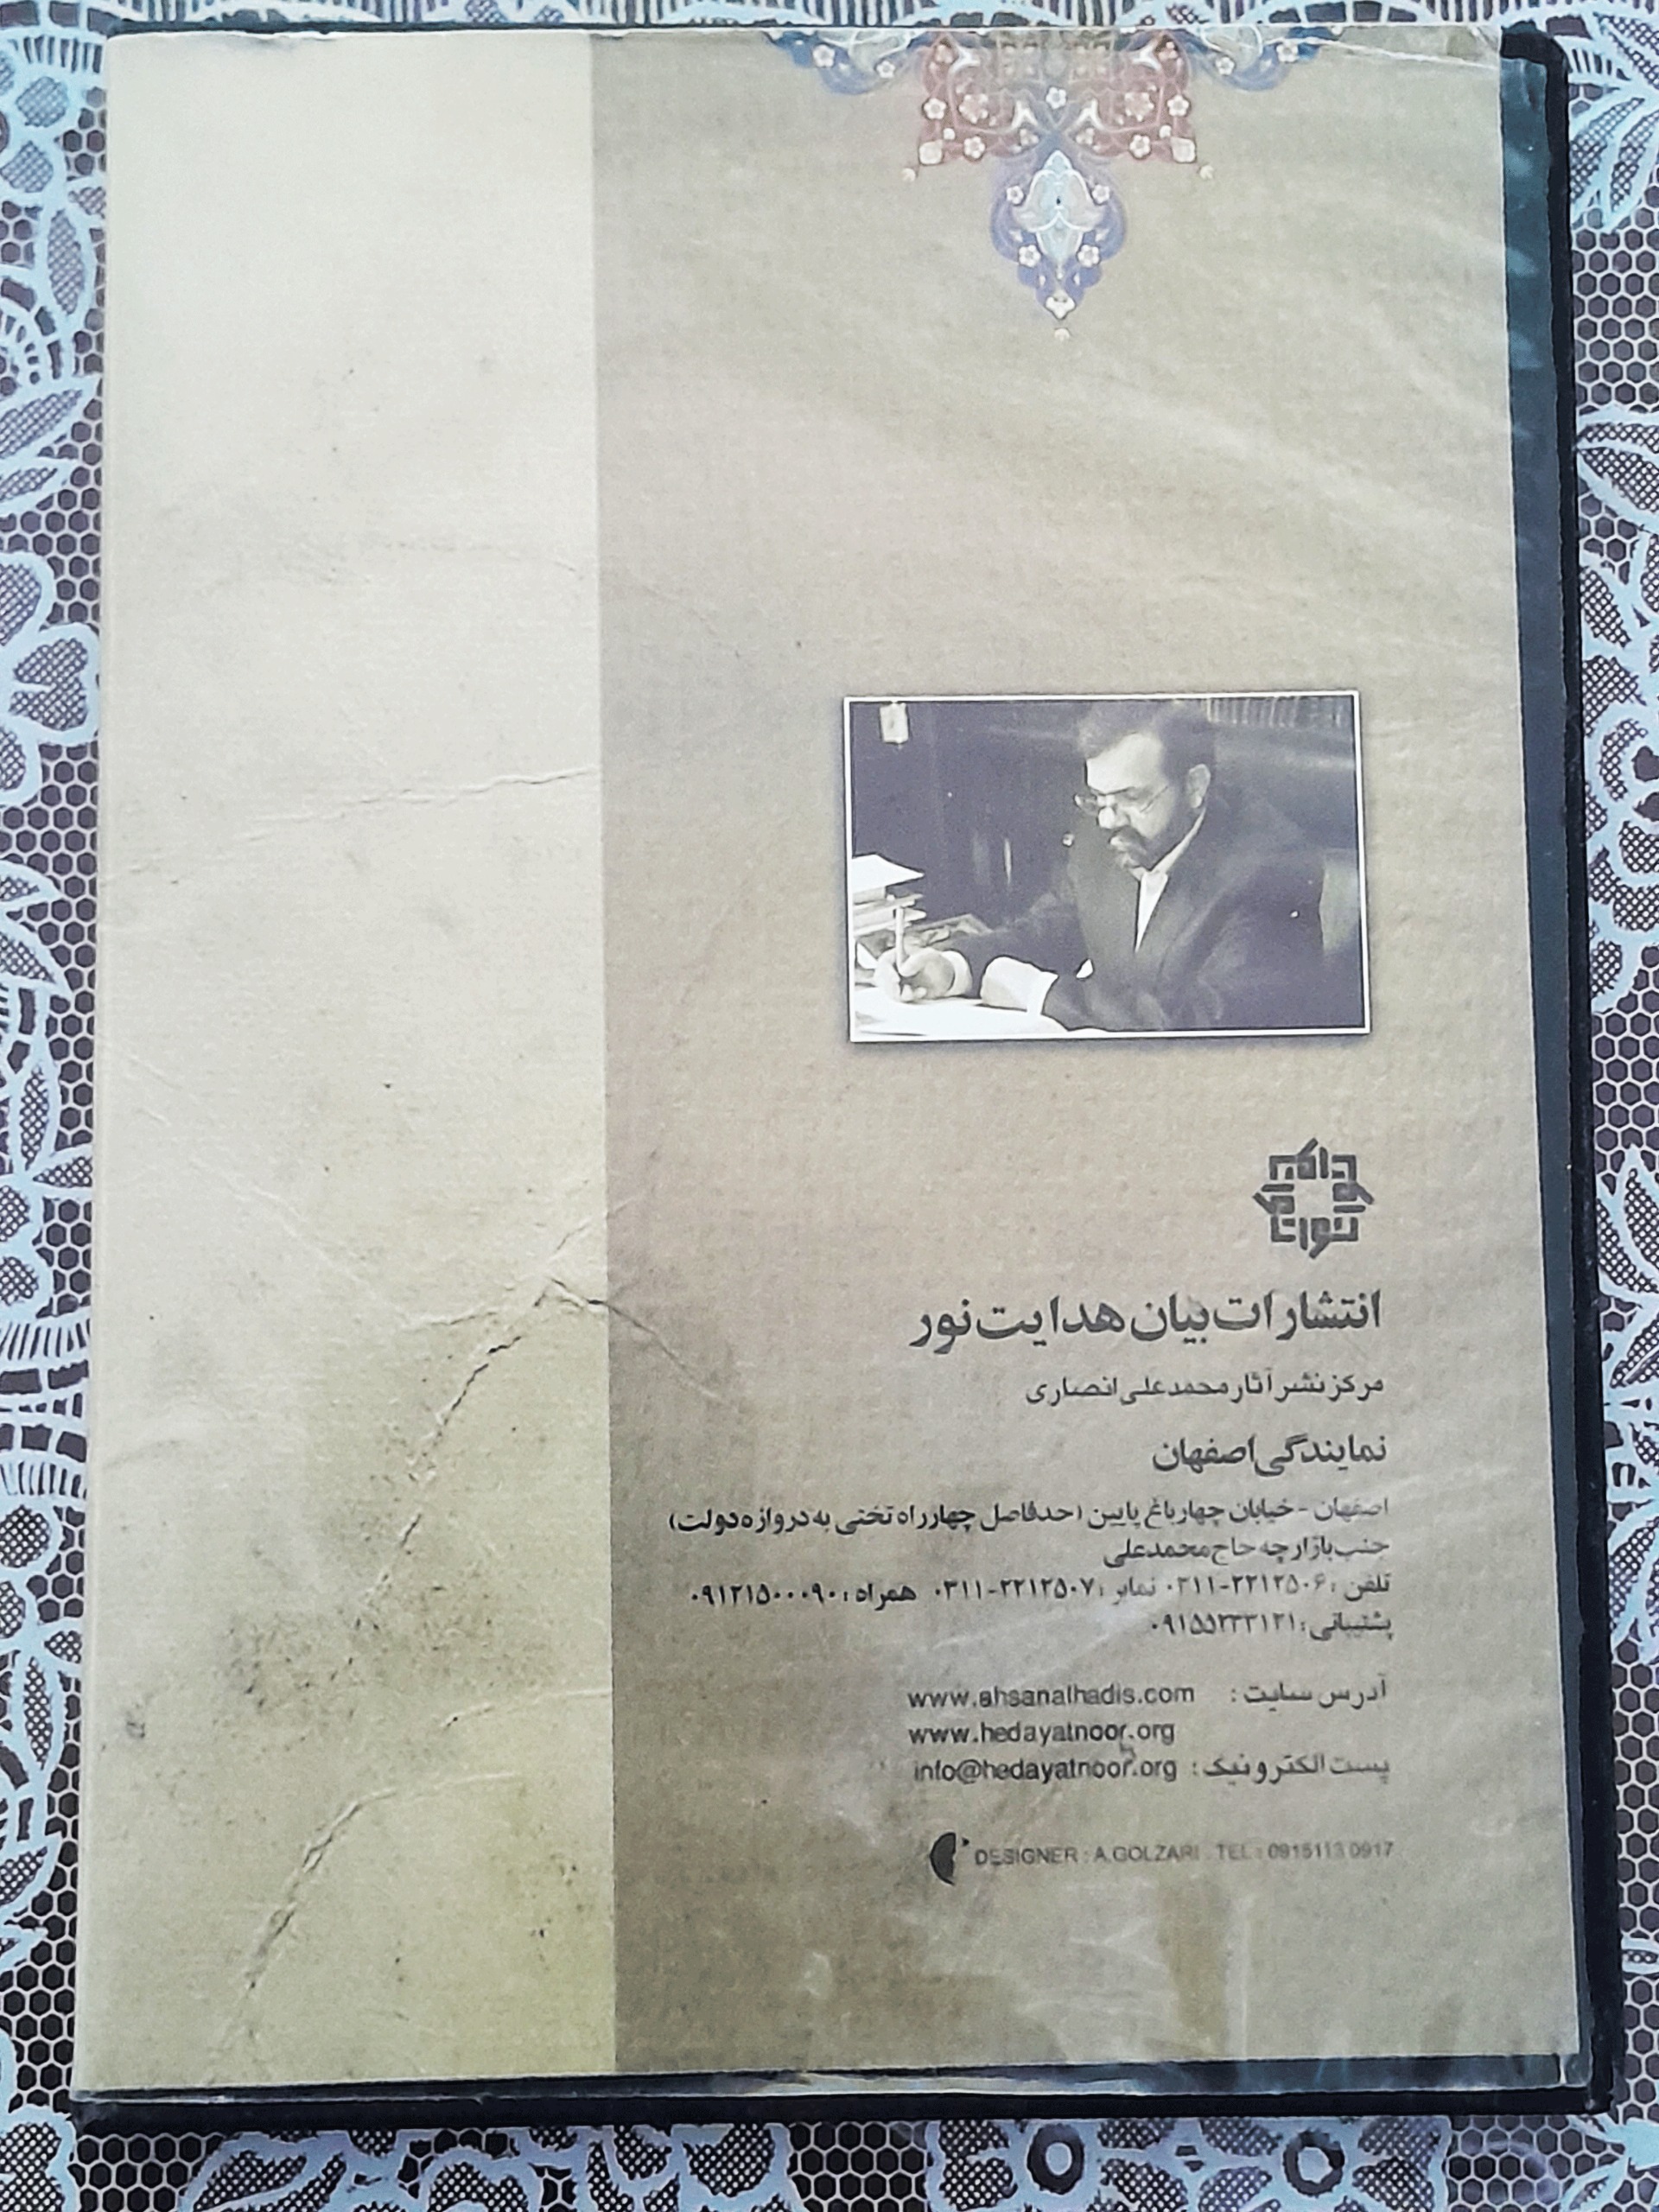 انتشارات بیان هدایت نور
مرکز نشر آثار محمدعلی انصاری
نمایندگی اصفهان
اصفهان - خیابان چهارباغ پایین (حدفاصل چهارراه تختی به دروازه دولت)
جنب بازارچه حاج محمدعلی
تلفن: ۲۲۱۲۵۰۶-۰۳۱۱ نمابر: ۲۲۱۲۵۰۷-۰۳۱۱ همراه: ۰۹۱۲۱۵۰۰۰۹۰
پشتیبانی: ۰۹۱۵۵۲۳۳۱۲۱
آدرس سایت: www.ahsanalhadis.com
www.hedayatnoor.org
پست الکترونیک: info@hedayatnoor.org
DESIGNER : A.GOLZARI . TEL : 0915113 0917